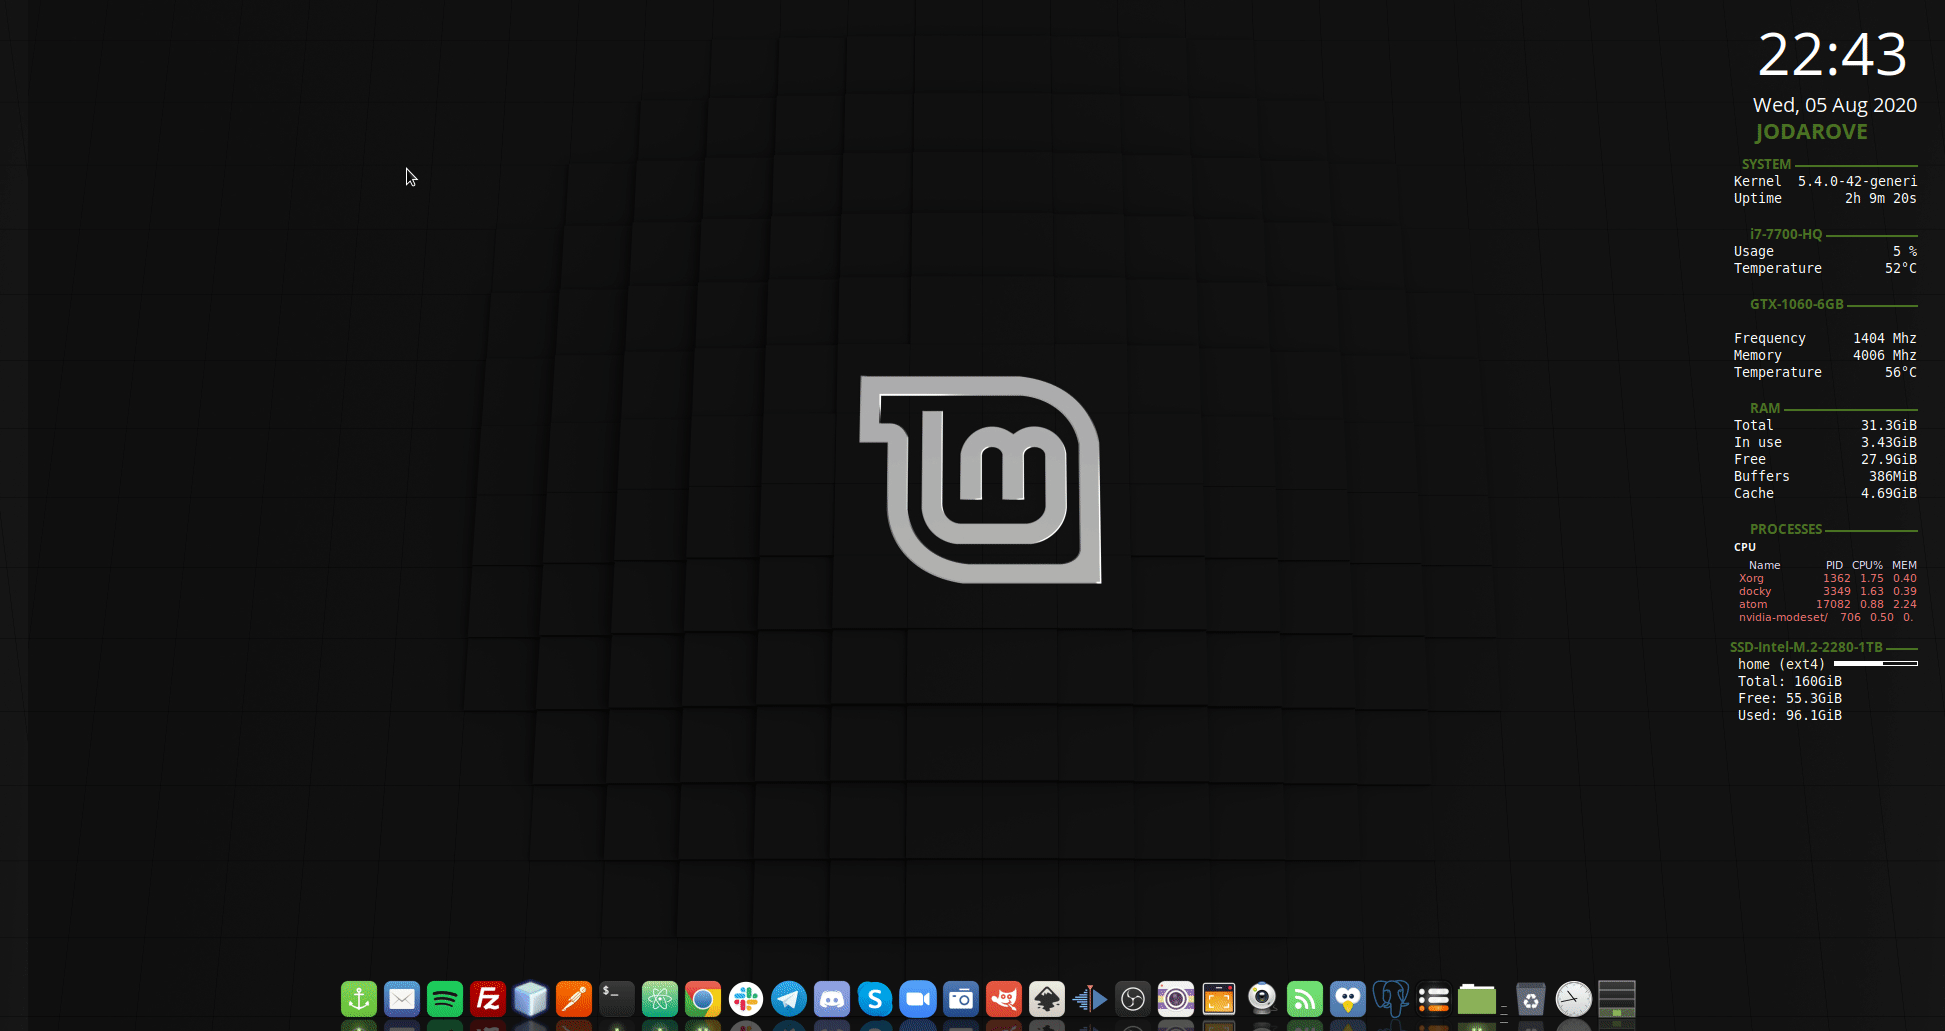 22:43
Wed, 05 Aug 2020
JODAROVE
SYSTEM
Kernel 5.4.0-42-generi
Uptime 2h 9m 20s
i7-7700-HQ
Usage 5 %
Temperature 52°C
GTX-1060-6GB
Frequency 1404 Mhz
Memory 4006 Mhz
Temperature 56°C
RAM
Total 31.3GiB
In use 3.43GiB
Free 27.9GiB
Buffers 386MiB
Cache 4.69GiB
PROCESSES
CPU
Name PID CPU% MEM
Xorg 1362 1.75 0.40
docky 3349 1.63 0.39
atom 17082 0.88 2.24
nvidia-modeset/ 706 0.50 0.
SSD-Intel-M.2-2280-1TB
home (ext4)
Total: 160GiB
Free: 55.3GiB
Used: 96.1GiB
lm
Fz $_ S